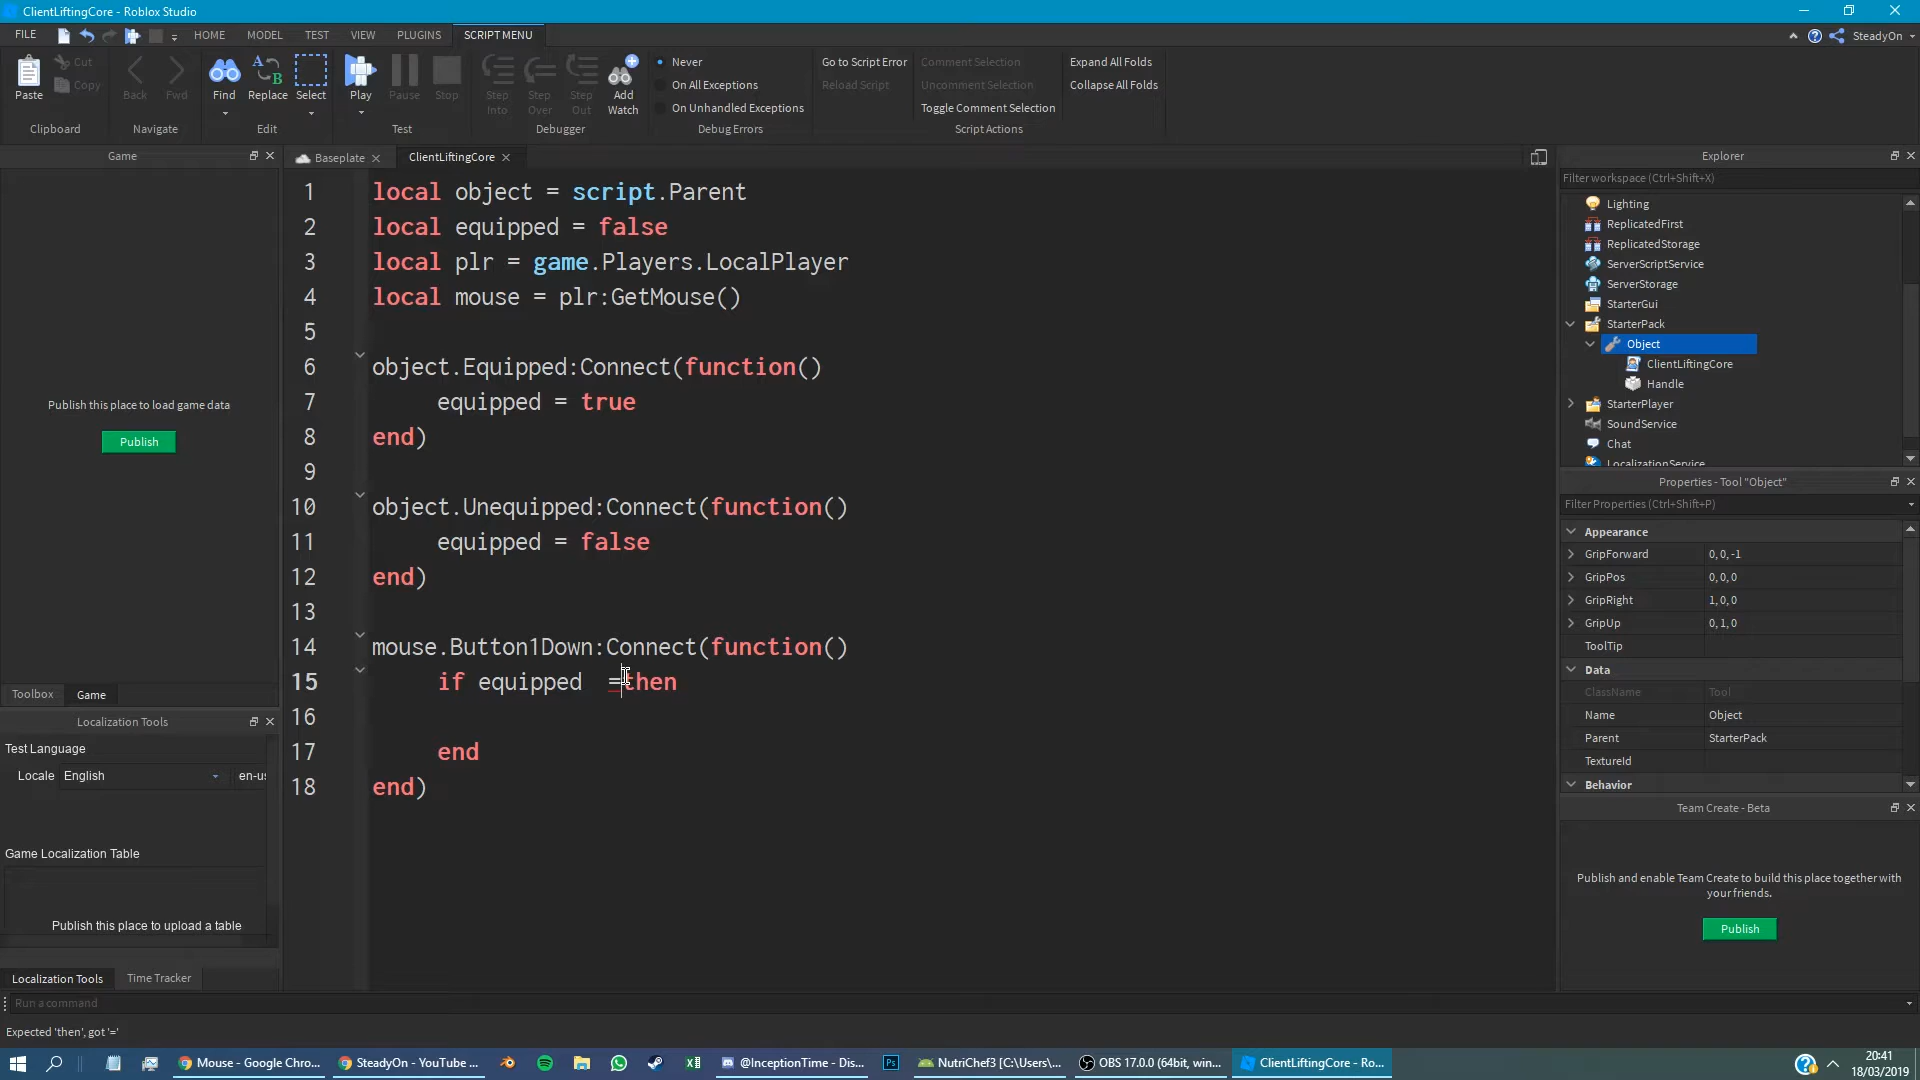 ClientLiftingCore - Roblox Studio
FILE HOME MODEL TEST VIEW PLUGINS SCRIPT MENU SteadyOn
Paste Cut Copy Back Fwd Find Replace Select Play Pause Stop Step Into Step Over Step Out Add Watch
Never
On All Exceptions
On Unhandled Exceptions
Go to Script Error
Reload Script
Comment Selection
Uncomment Selection
Toggle Comment Selection
Expand All Folds
Collapse All Folds
Clipboard Navigate Edit Test Debugger Debug Errors Script Actions
Game
Publish this place to load game data
Publish
Toolbox Game
Localization Tools
Test Language
Locale English en-us
Game Localization Table
Publish this place to upload a table
Localization Tools Time Tracker
Baseplate ClientLiftingCore
1 local object = script.Parent
2 local equipped = false
3 local plr = game.Players.LocalPlayer
4 local mouse = plr:GetMouse()
5
6 object.Equipped:Connect(function()
7 equipped = true
8 end)
9
10 object.Unequipped:Connect(function()
11 equipped = false
12 end)
13
14 mouse.Button1Down:Connect(function()
15 if equipped =then
16
17 end
18 end)
Explorer
Filter workspace (Ctrl+Shift+X)
Lighting
ReplicatedFirst
ReplicatedStorage
ServerScriptService
ServerStorage
StarterGui
StarterPack
Object
ClientLiftingCore
Handle
StarterPlayer
SoundService
Chat
LocalizationService
Properties - Tool "Object"
Filter Properties (Ctrl+Shift+P)
Appearance
GripForward 0, 0, -1
GripPos 0, 0, 0
GripRight 1, 0, 0
GripUp 0, 1, 0
ToolTip
Data
ClassName Tool
Name Object
Parent StarterPack
TextureId
Behavior
Team Create - Beta
Publish and enable Team Create to build this place together with
your friends.
Publish
Run a command
Expected 'then', got '='
Mouse - Google Chro... SteadyOn - YouTube ... @InceptionTime - Dis... Ps NutriChef3 [C:\Users\... OBS 17.0.0 (64bit, win... ClientLiftingCore - Ro...
20:41
18/03/2019